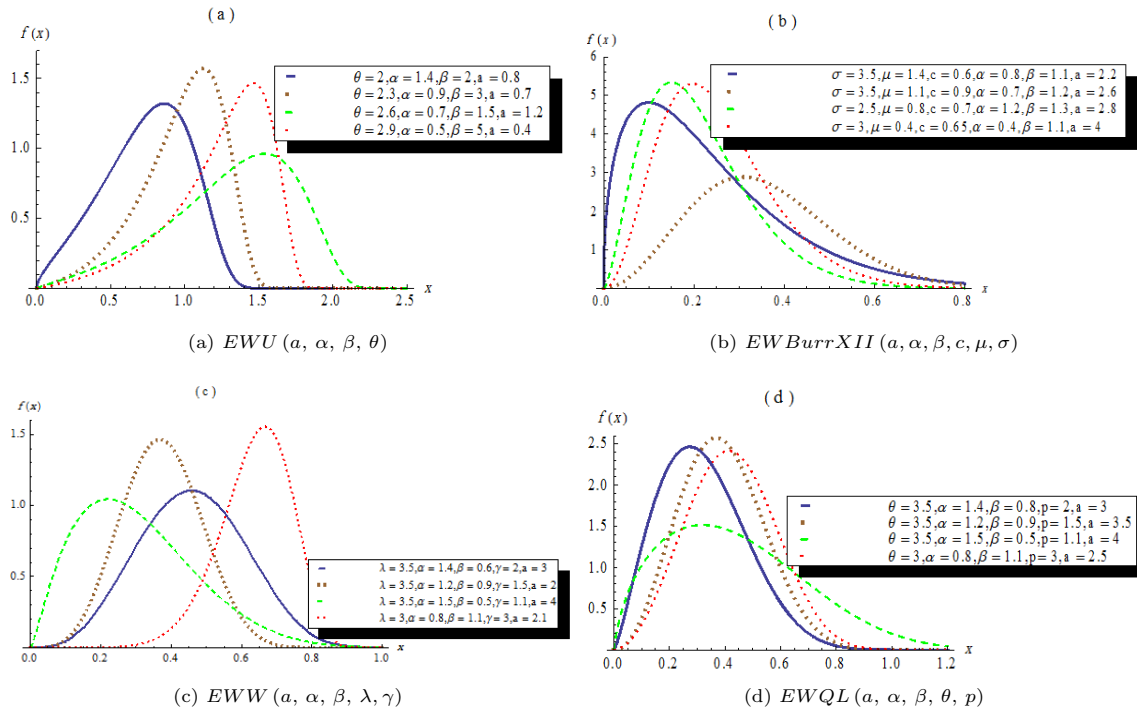 (a)
f(x)
1.5
1.0
0.5
0.0 0.5 1.0 1.5 2.0 2.5
x
θ = 2,α = 1.4,β = 2,a = 0.8
θ = 2.3,α = 0.9,β = 3,a = 0.7
θ = 2.6,α = 0.7,β = 1.5,a = 1.2
θ = 2.9,α = 0.5,β = 5,a = 0.4
(a) EWU (a, α, β, θ)
(b)
f(x)
6
5
4
3
2
1
0.0 0.2 0.4 0.6 0.8
x
σ = 3.5,μ = 1.4,c = 0.6,α = 0.8,β = 1.1,a = 2.2
σ = 3.5,μ = 1.1,c = 0.9,α = 0.7,β = 1.2,a = 2.6
σ = 2.5,μ = 0.8,c = 0.7,α = 1.2,β = 1.3,a = 2.8
σ = 3,μ = 0.4,c = 0.65,α = 0.4,β = 1.1,a = 4
(b) EWBurrXII (a, α, β, c, μ, σ)
(c)
f(x)
1.5
1.0
0.5
0.0 0.2 0.4 0.6 0.8 1.0
x
λ = 3.5,α = 1.4,β = 0.6,γ = 2,a = 3
λ = 3.5,α = 1.2,β = 0.9,γ = 1.5,a = 2
λ = 3.5,α = 1.5,β = 0.5,γ = 1.1,a = 4
λ = 3,α = 0.8,β = 1.1,γ = 3,a = 2.1
(c) EWW (a, α, β, λ, γ)
(d)
f(x)
2.5
2.0
1.5
1.0
0.5
0.0 0.2 0.4 0.6 0.8 1.0 1.2
x
θ = 3.5,α = 1.4,β = 0.8,p= 2,a = 3
θ = 3.5,α = 1.2,β = 0.9,p= 1.5,a = 3.5
θ = 3.5,α = 1.5,β = 0.5,p= 1.1,a = 4
θ = 3,α = 0.8,β = 1.1,p= 3,a = 2.5
(d) EWQL (a, α, β, θ, p)